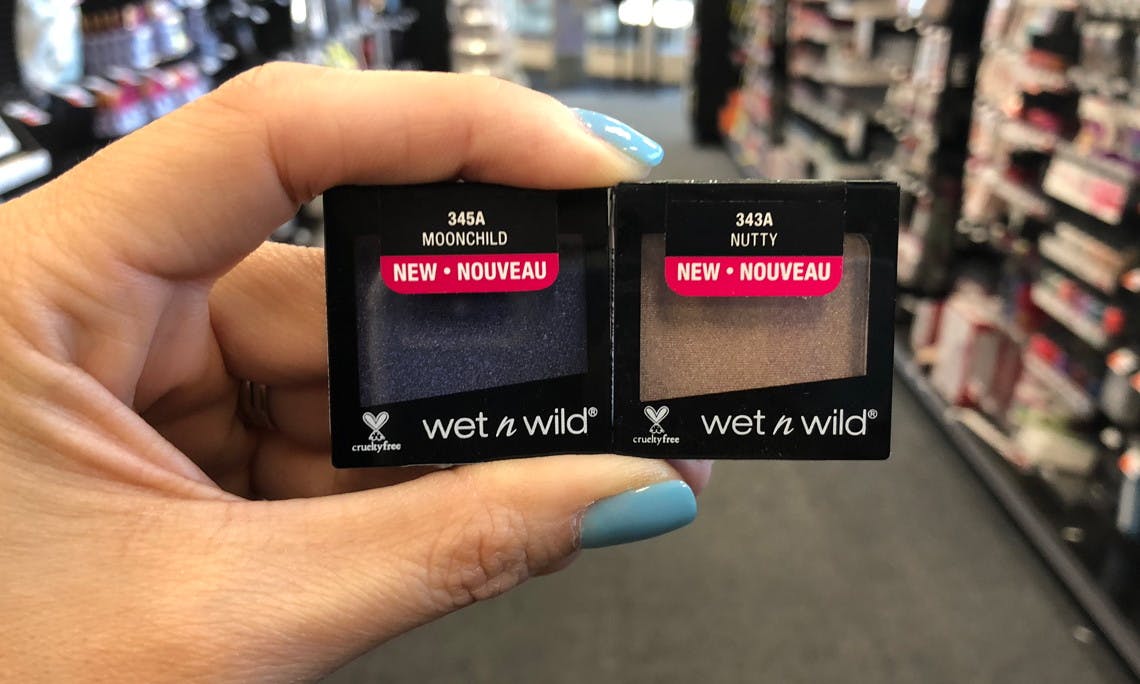 345A
MOONCHILD
NEW • NOUVEAU
crueltyfree
wet n wild®
343A
NUTTY
NEW • NOUVEAU
crueltyfree
wet n wild®